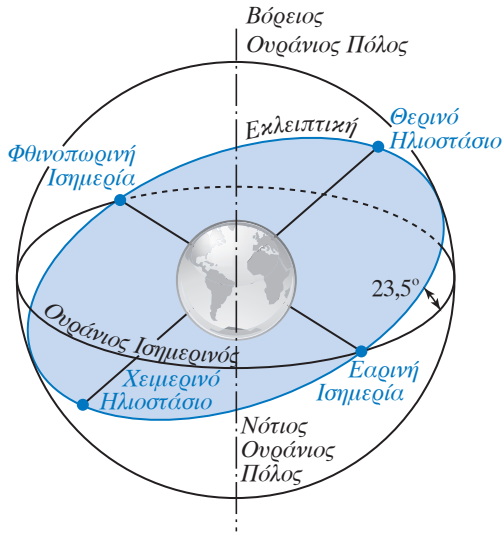 Βόρειος
Ουράνιος Πόλος
Εκλειπτική
Θερινό
Ηλιοστάσιο
Φθινοπωρινή
Ισημερία
23,5°
Ουράνιος Ισημερινός
Χειμερινό
Ηλιοστάσιο
Εαρινή
Ισημερία
Νότιος
Ουράνιος
Πόλος